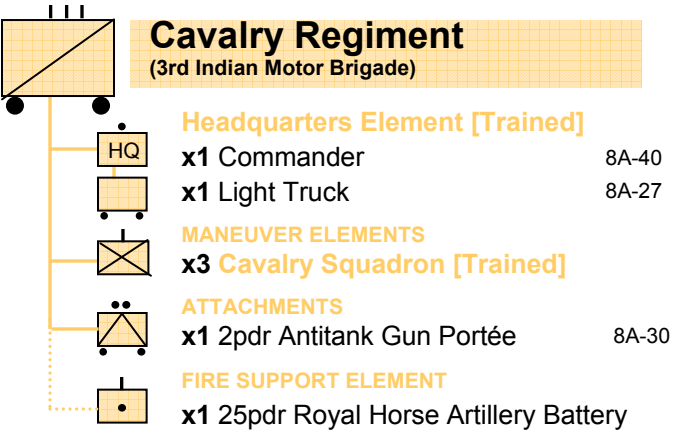 Cavalry Regiment
(3rd Indian Motor Brigade)
Headquarters Element [Trained]
HQ
x1 Commander 8A-40
x1 Light Truck 8A-27
MANEUVER ELEMENTS
x3 Cavalry Squadron [Trained]
ATTACHMENTS
x1 2pdr Antitank Gun Portée 8A-30
FIRE SUPPORT ELEMENT
x1 25pdr Royal Horse Artillery Battery